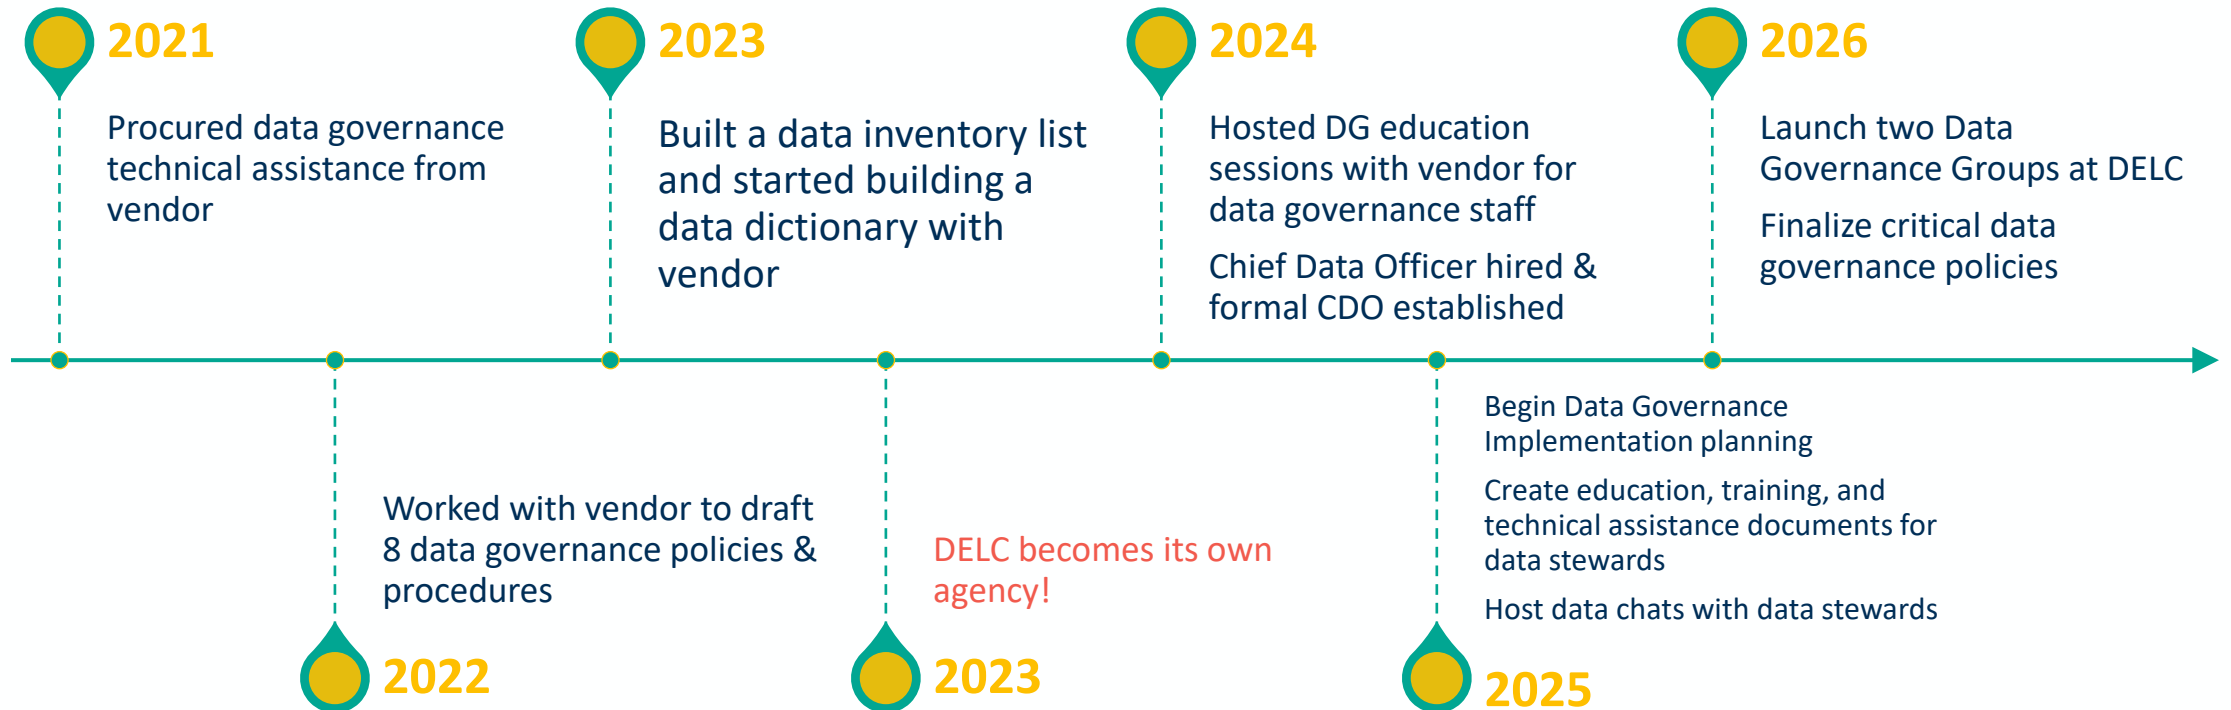 2021
Procured data governance
technical assistance from
vendor
Worked with vendor to draft
8 data governance policies &
procedures
2022
2023
Built a data inventory list
and started building a
data dictionary with
vendor
DELC becomes its own
agency!
2023
2024
Hosted DG education
sessions with vendor for
data governance staff
Chief Data Officer hired &
formal CDO established
Begin Data Governance
Implementation planning
Create education, training, and
technical assistance documents for
data stewards
Host data chats with data stewards
2025
2026
Launch two Data
Governance Groups at DELC
Finalize critical data
governance policies